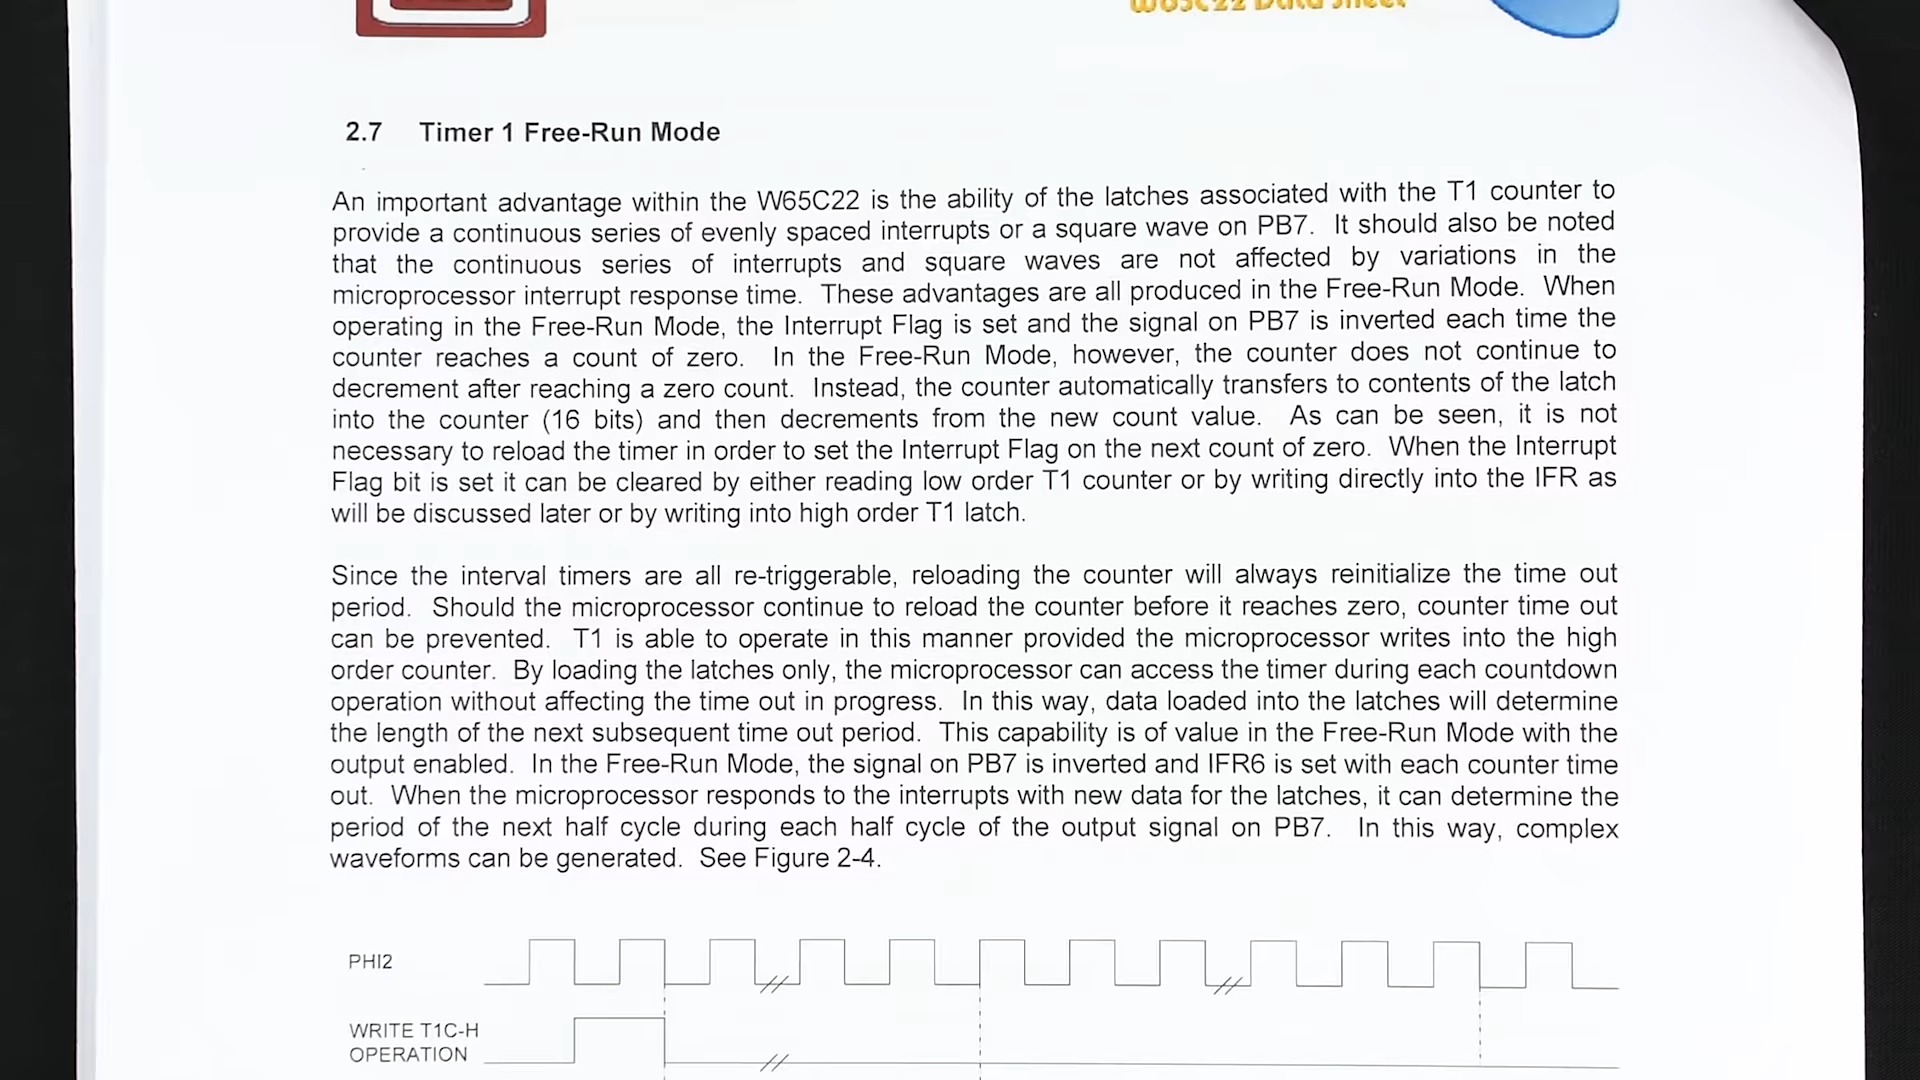 W65C22 Data Sheet
2.7 Timer 1 Free-Run Mode
An important advantage within the W65C22 is the ability of the latches associated with the T1 counter to
provide a continuous series of evenly spaced interrupts or a square wave on PB7. It should also be noted
that the continuous series of interrupts and square waves are not affected by variations in the
microprocessor interrupt response time. These advantages are all produced in the Free-Run Mode. When
operating in the Free-Run Mode, the Interrupt Flag is set and the signal on PB7 is inverted each time the
counter reaches a count of zero. In the Free-Run Mode, however, the counter does not continue to
decrement after reaching a zero count. Instead, the counter automatically transfers to contents of the latch
into the counter (16 bits) and then decrements from the new count value. As can be seen, it is not
necessary to reload the timer in order to set the Interrupt Flag on the next count of zero. When the Interrupt
Flag bit is set it can be cleared by either reading low order T1 counter or by writing directly into the IFR as
will be discussed later or by writing into high order T1 latch.
Since the interval timers are all re-triggerable, reloading the counter will always reinitialize the time out
period. Should the microprocessor continue to reload the counter before it reaches zero, counter time out
can be prevented. T1 is able to operate in this manner provided the microprocessor writes into the high
order counter. By loading the latches only, the microprocessor can access the timer during each countdown
operation without affecting the time out in progress. In this way, data loaded into the latches will determine
the length of the next subsequent time out period. This capability is of value in the Free-Run Mode with the
output enabled. In the Free-Run Mode, the signal on PB7 is inverted and IFR6 is set with each counter time
out. When the microprocessor responds to the interrupts with new data for the latches, it can determine the
period of the next half cycle during each half cycle of the output signal on PB7. In this way, complex
waveforms can be generated. See Figure 2-4.
PHI2
WRITE T1C-H
OPERATION